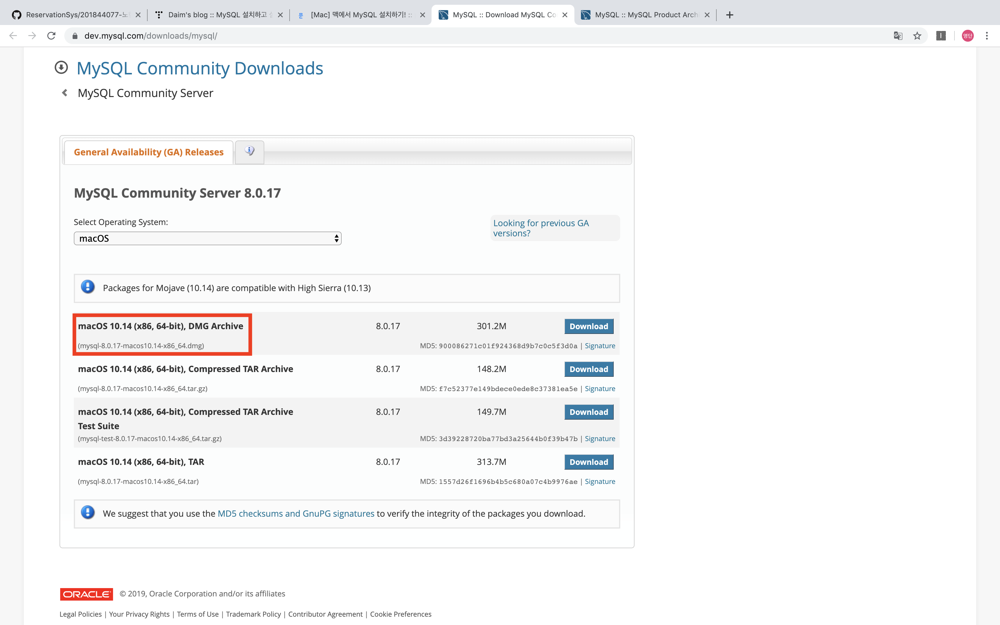 ReservationSys/201844077-노
Daim's blog :: MySQL 설치하고
문
[Mac] 맥에서 MySQL 설치하기! ::
MySQL :: Download MySQL Co
MySQL :: MySQL Product Arch
dev.mysql.com/downloads/mysql/
영단
MySQL Community Downloads
MySQL Community Server
General Availability (GA) Releases
MySQL Community Server 8.0.17
Select Operating System:
macOS
Looking for previous GA
versions?
Packages for Mojave (10.14) are compatible with High Sierra (10.13)
macOS 10.14 (x86, 64-bit), DMG Archive 8.0.17 301.2M Download
(mysql-8.0.17-macos10.14-x86_64.dmg) MD5: 900086271c01f924368d9b7c0c5f3d0a | Signature
macOS 10.14 (x86, 64-bit), Compressed TAR Archive 8.0.17 148.2M Download
(mysql-8.0.17-macos10.14-x86_64.tar.gz) MD5: f7c52377e149bdece0ede8c37381ea5e | Signature
macOS 10.14 (x86, 64-bit), Compressed TAR Archive 8.0.17 149.7M Download
Test Suite
(mysql-test-8.0.17-macos10.14-x86_64.tar.gz) MD5: 3d39228720ba77bd3a25644b0f39b47b | Signature
macOS 10.14 (x86, 64-bit), TAR 8.0.17 313.7M Download
(mysql-8.0.17-macos10.14-x86_64.tar) MD5: 1557d26f1696b4b5c680a07c4b9976ae | Signature
We suggest that you use the MD5 checksums and GnuPG signatures to verify the integrity of the packages you download.
ORACLE © 2019, Oracle Corporation and/or its affiliates
Legal Policies | Your Privacy Rights | Terms of Use | Trademark Policy | Contributor Agreement | Cookie Preferences